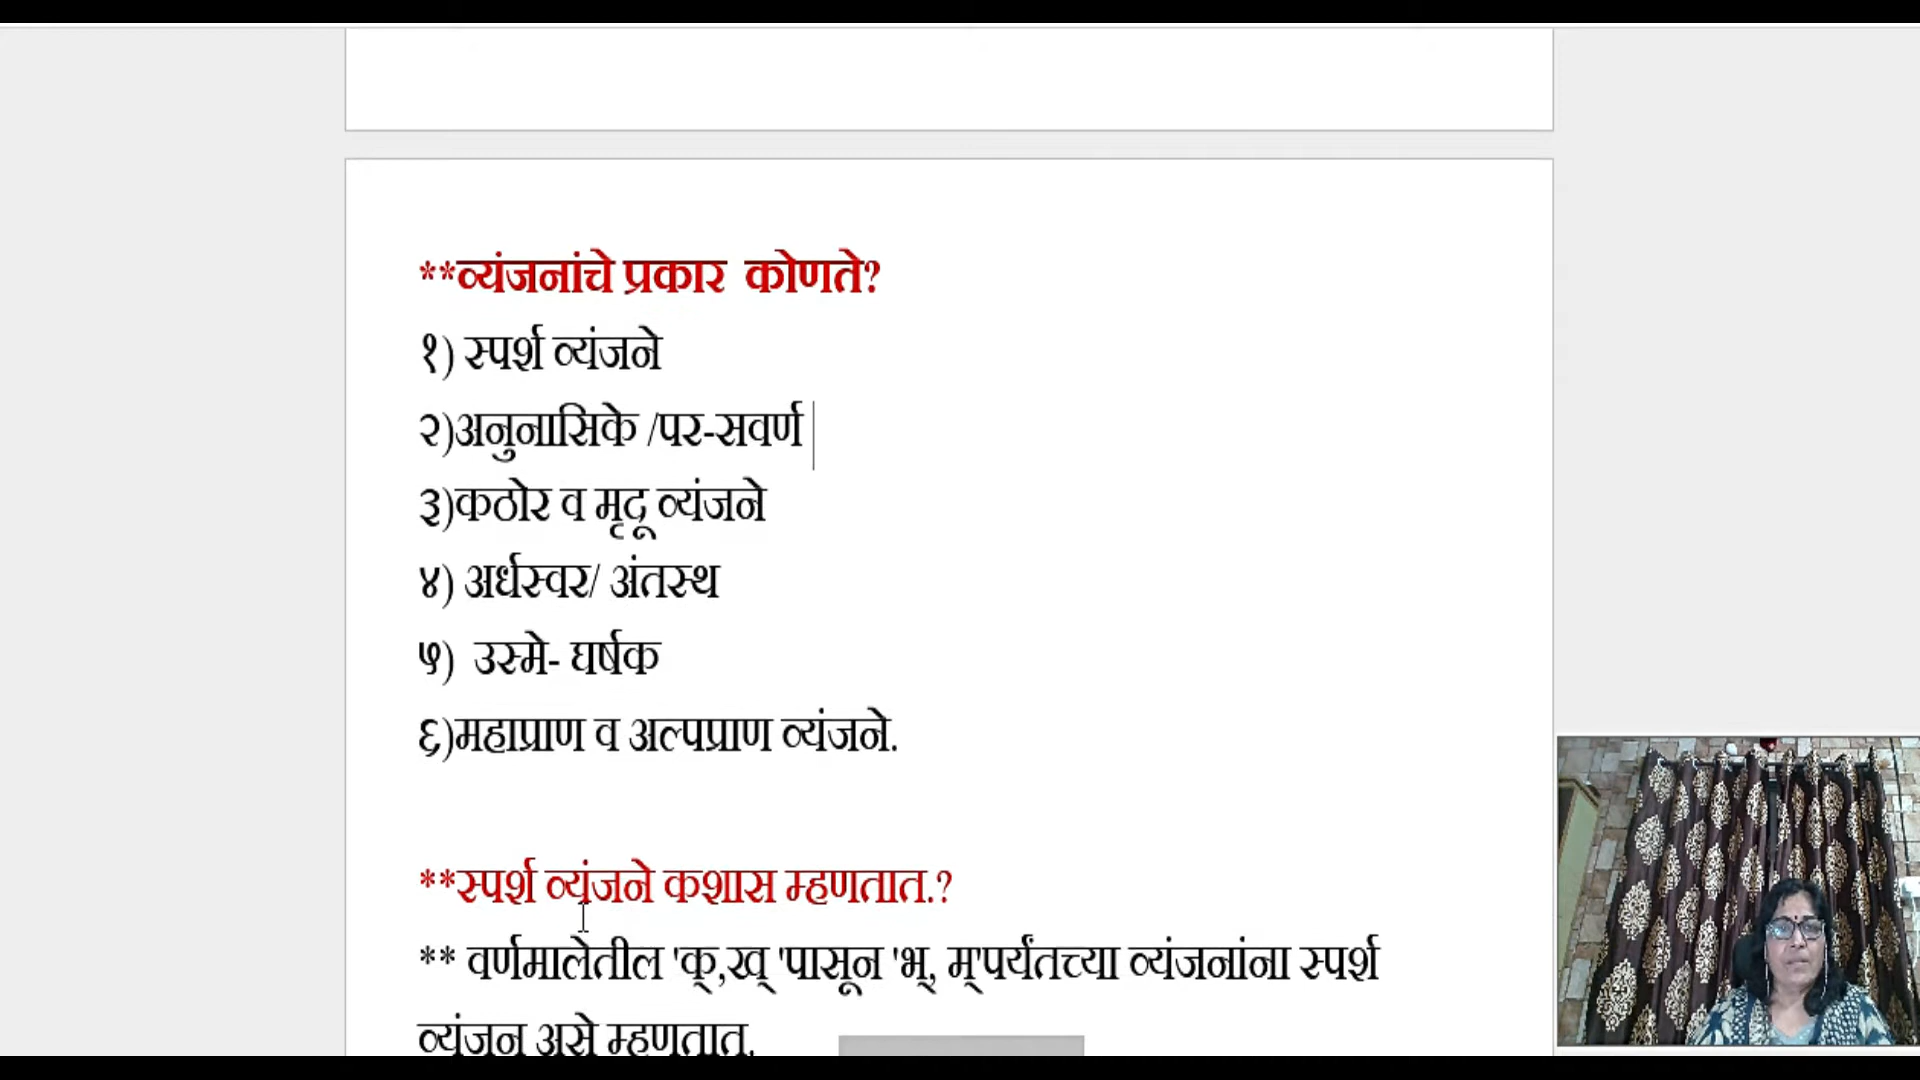 **व्यंजनांचे प्रकार कोणते?
१) स्पर्श व्यंजने
२)अनुनासिके /पर-सवर्ण
३)कठोर व मृदू व्यंजने
४) अर्धस्वर/ अंतस्थ
५) उस्मे- घर्षक
६)महाप्राण व अल्पप्राण व्यंजने.
**स्पर्श व्यंजने कशास म्हणतात.?
** वर्णमालेतील 'क्,ख् 'पासून 'भ्, म्'पर्यंतच्या व्यंजनांना स्पर्श
व्यंजन असे म्हणतात.